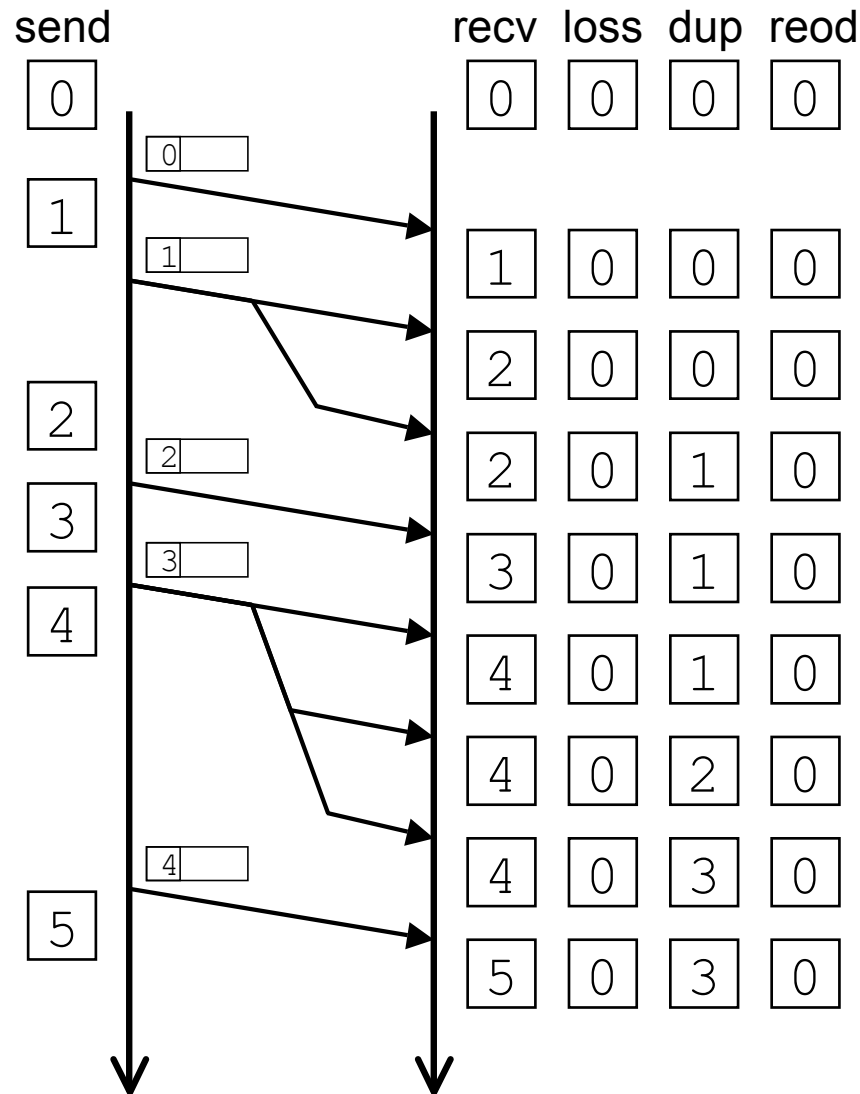 send recv loss dup reod
0 0 0 0 0
0
1
1 0 0 0
1
2 0 0 0
2
2 0 1 0
2
3
3 0 1 0
3
4
4 0 1 0
4 0 2 0
4
4 0 3 0
5
5 0 3 0